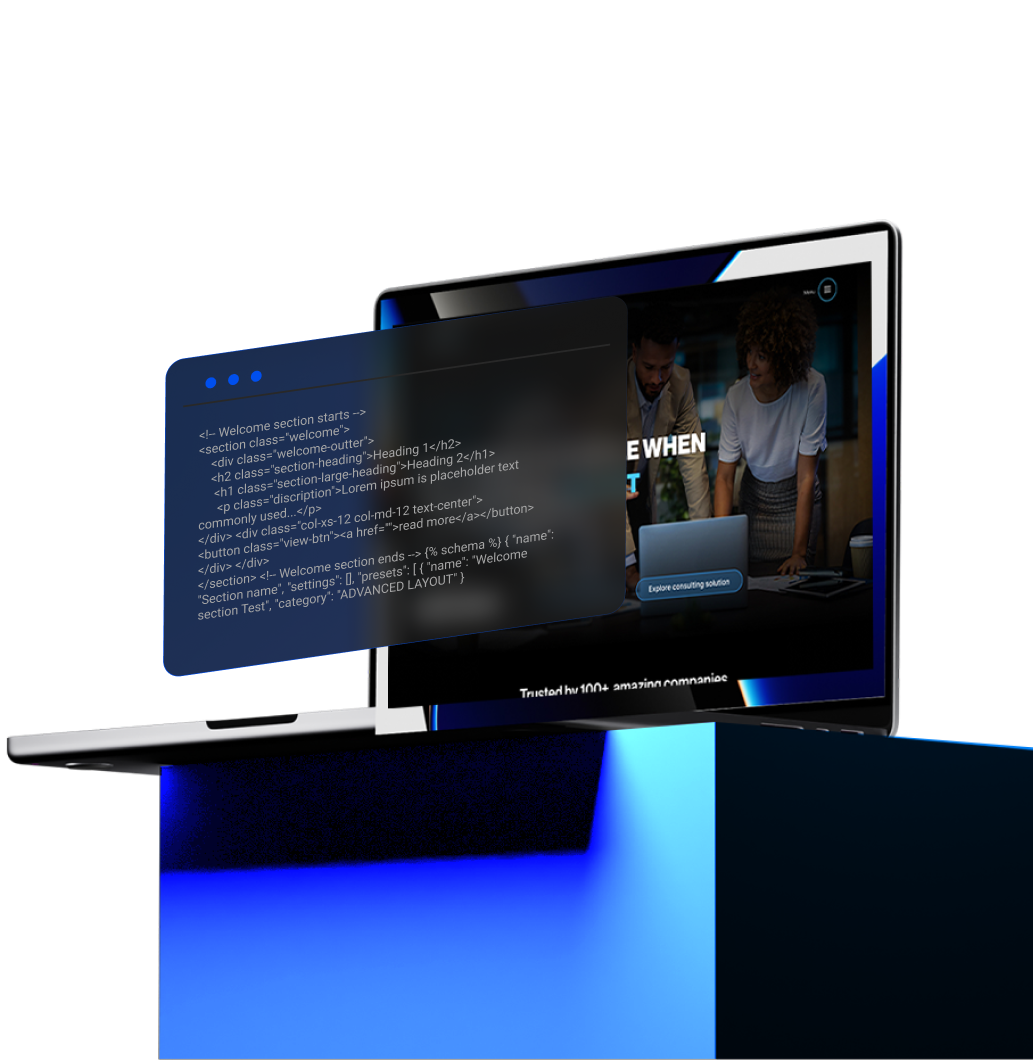 <!-- Welcome section starts -->
<section class="welcome">
<div class="welcome-outter">
<h2 class="section-heading">Heading 1</h2>
<h1 class="section-large-heading">Heading 2</h1>
<p class="discription">Lorem ipsum is placeholder text
commonly used...</p>
</div> <div class="col-xs-12 col-md-12 text-center">
<button class="view-btn"><a href="">read more</a></button>
</div> </div>
</section> <!-- Welcome section ends --> {% schema %} { "name":
"Section name", "settings": [], "presets": [ { "name": "Welcome
section Test", "category": "ADVANCED LAYOUT" }
Menu
E WHEN
T
Explore consulting solution
Trusted by 100+ amazing companies